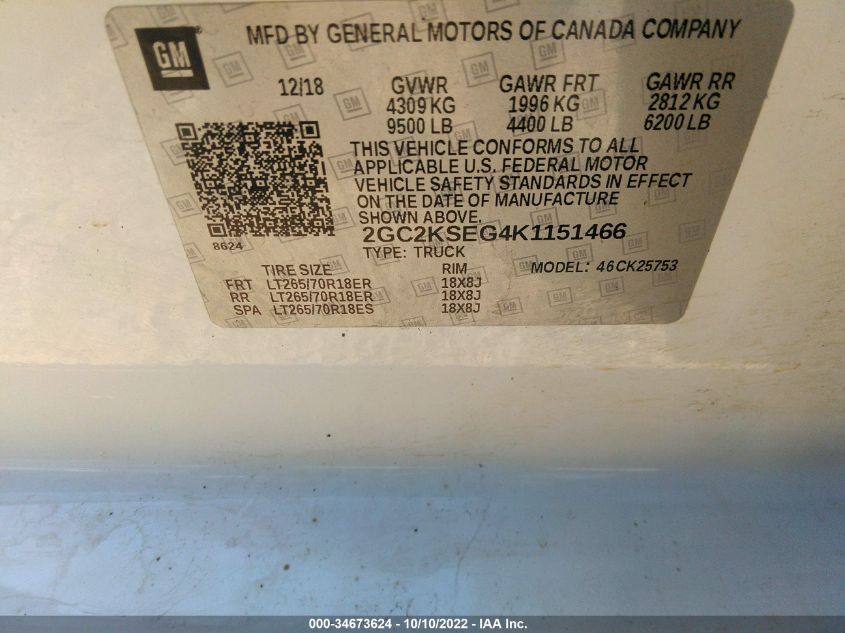 GM
MFD BY GENERAL MOTORS OF CANADA COMPANY
12/18 GVWR GAWR FRT GAWR RR
4309 KG 1996 KG 2812 KG
9500 LB 4400 LB 6200 LB
THIS VEHICLE CONFORMS TO ALL
APPLICABLE U.S. FEDERAL MOTOR
VEHICLE SAFETY STANDARDS IN EFFECT
ON THE DATE OF MANUFACTURE
SHOWN ABOVE.
8624 2GC2KSEG4K1151466
TYPE: TRUCK
TIRE SIZE RIM MODEL: 46CK25753
FRT LT265/70R18ER 18X8J
RR LT265/70R18ER 18X8J
SPA LT265/70R18ES 18X8J
000-34673624 - 10/10/2022 - IAA Inc.